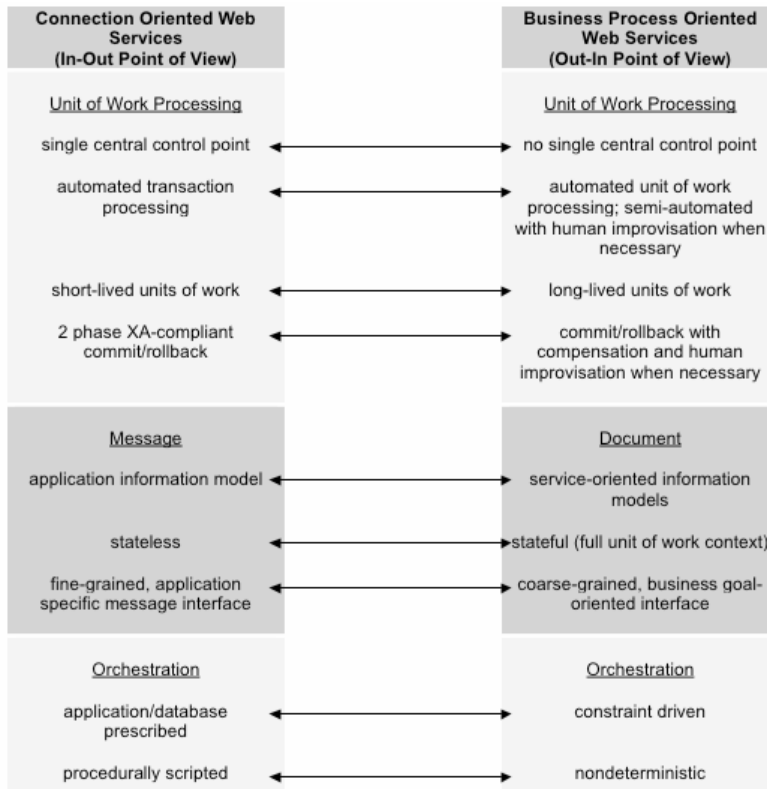 Connection Oriented Web
Services
(In-Out Point of View)
Business Process Oriented
Web Services
(Out-In Point of View)
Unit of Work Processing
Unit of Work Processing
single central control point
no single central control point
automated transaction
processing
automated unit of work
processing; semi-automated
with human improvisation when
necessary
short-lived units of work
long-lived units of work
2 phase XA-compliant
commit/rollback
commit/rollback with
compensation and human
improvisation when necessary
Message
Document
application information model
service-oriented information
models
stateless
stateful (full unit of work context)
fine-grained, application
specific message interface
coarse-grained, business goal-
oriented interface
Orchestration
Orchestration
application/database
prescribed
constraint driven
procedurally scripted
nondeterministic